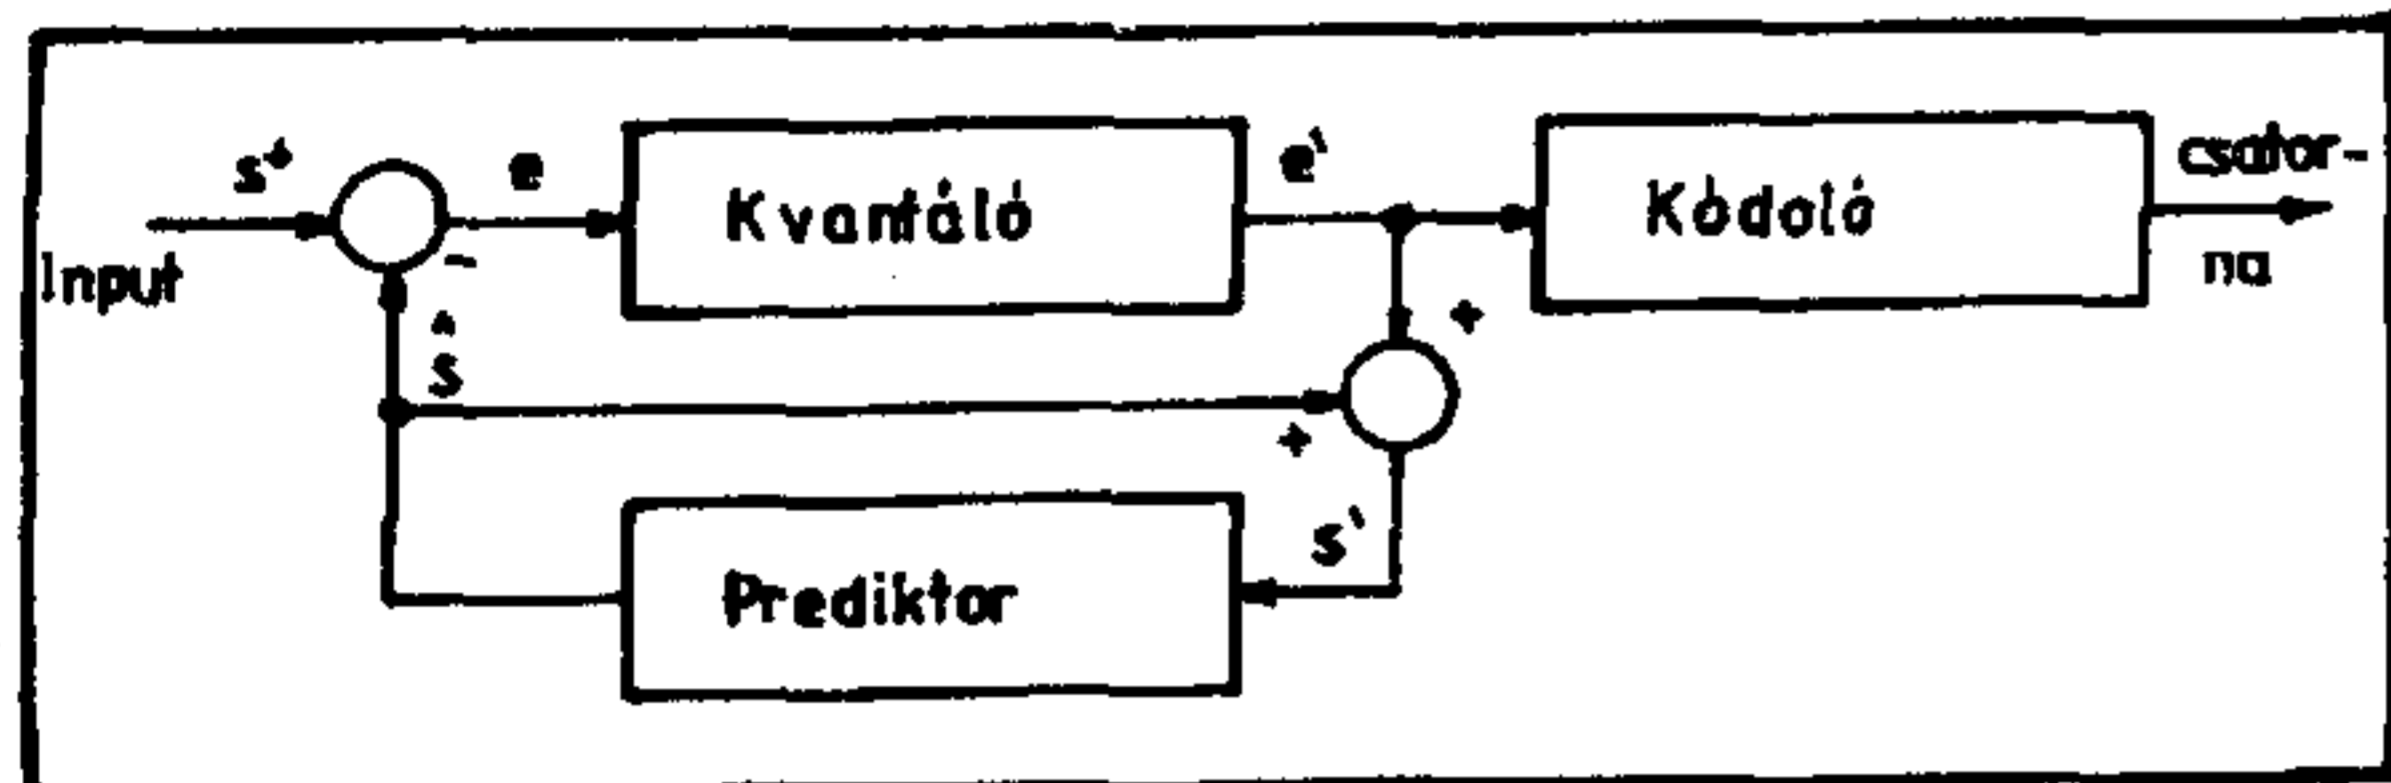 s+
e
Kvantáló
e'
Kódoló
csator-
na
Input
-
^
s
+
+
s'
Prediktor